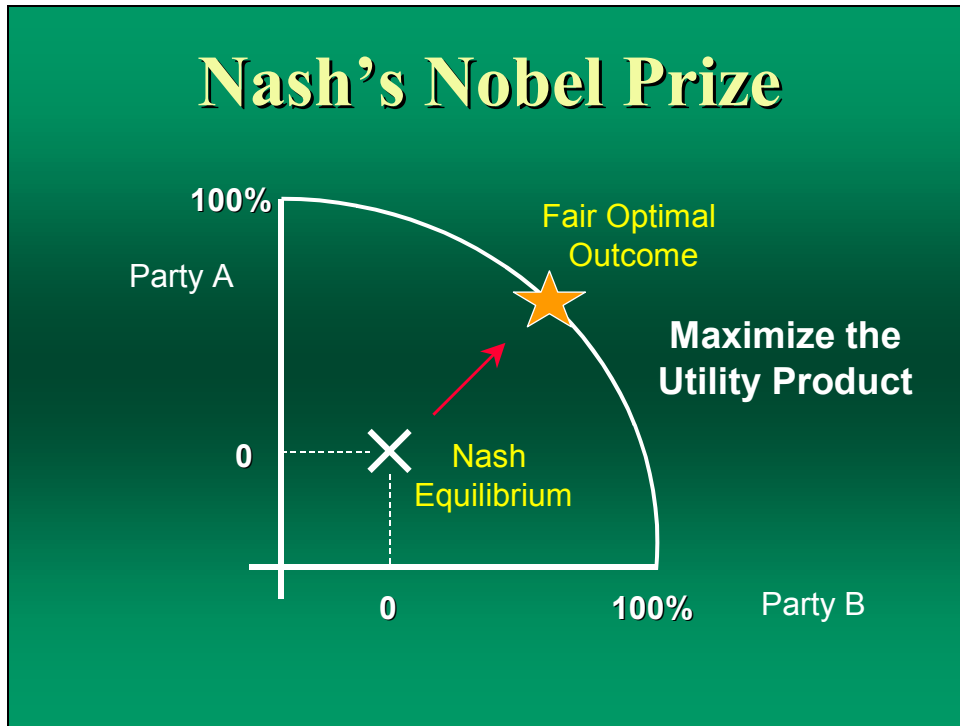 Nash’s Nobel Prize
100%
Fair Optimal
Outcome
Party A
Maximize the
Utility Product
0
Nash
Equilibrium
0
100%
Party B